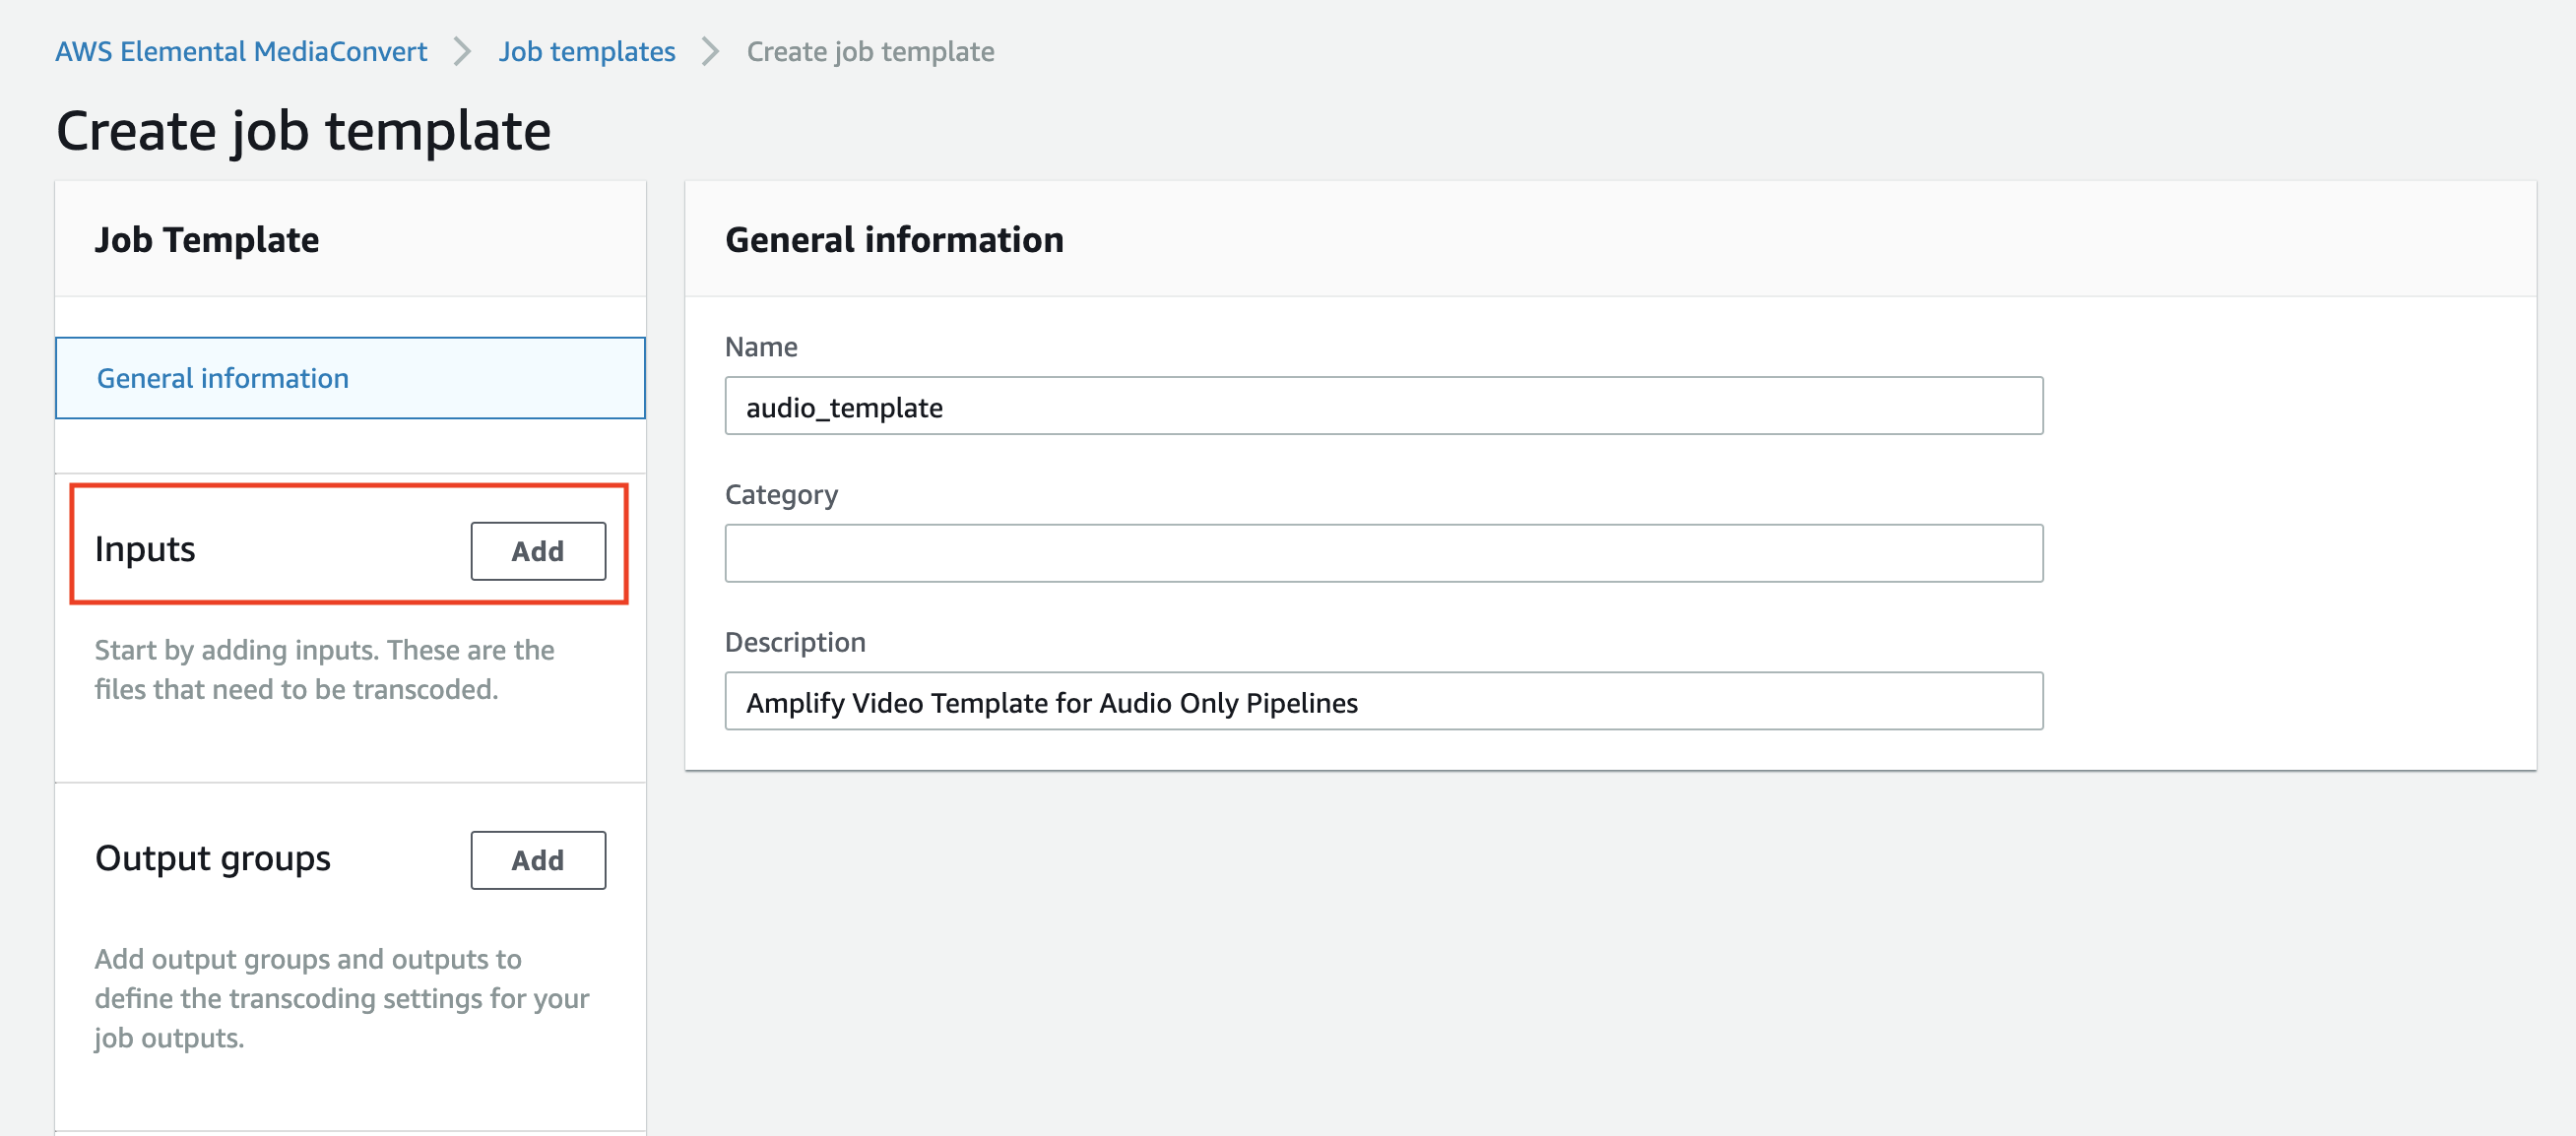 AWS Elemental MediaConvert > Job templates > Create job template
Create job template
Job Template
General information
Inputs
Add
Start by adding inputs. These are the
files that need to be transcoded.
Output groups
Add
Add output groups and outputs to
define the transcoding settings for your
job outputs.
General information
Name
audio_template
Category
Description
Amplify Video Template for Audio Only Pipelines